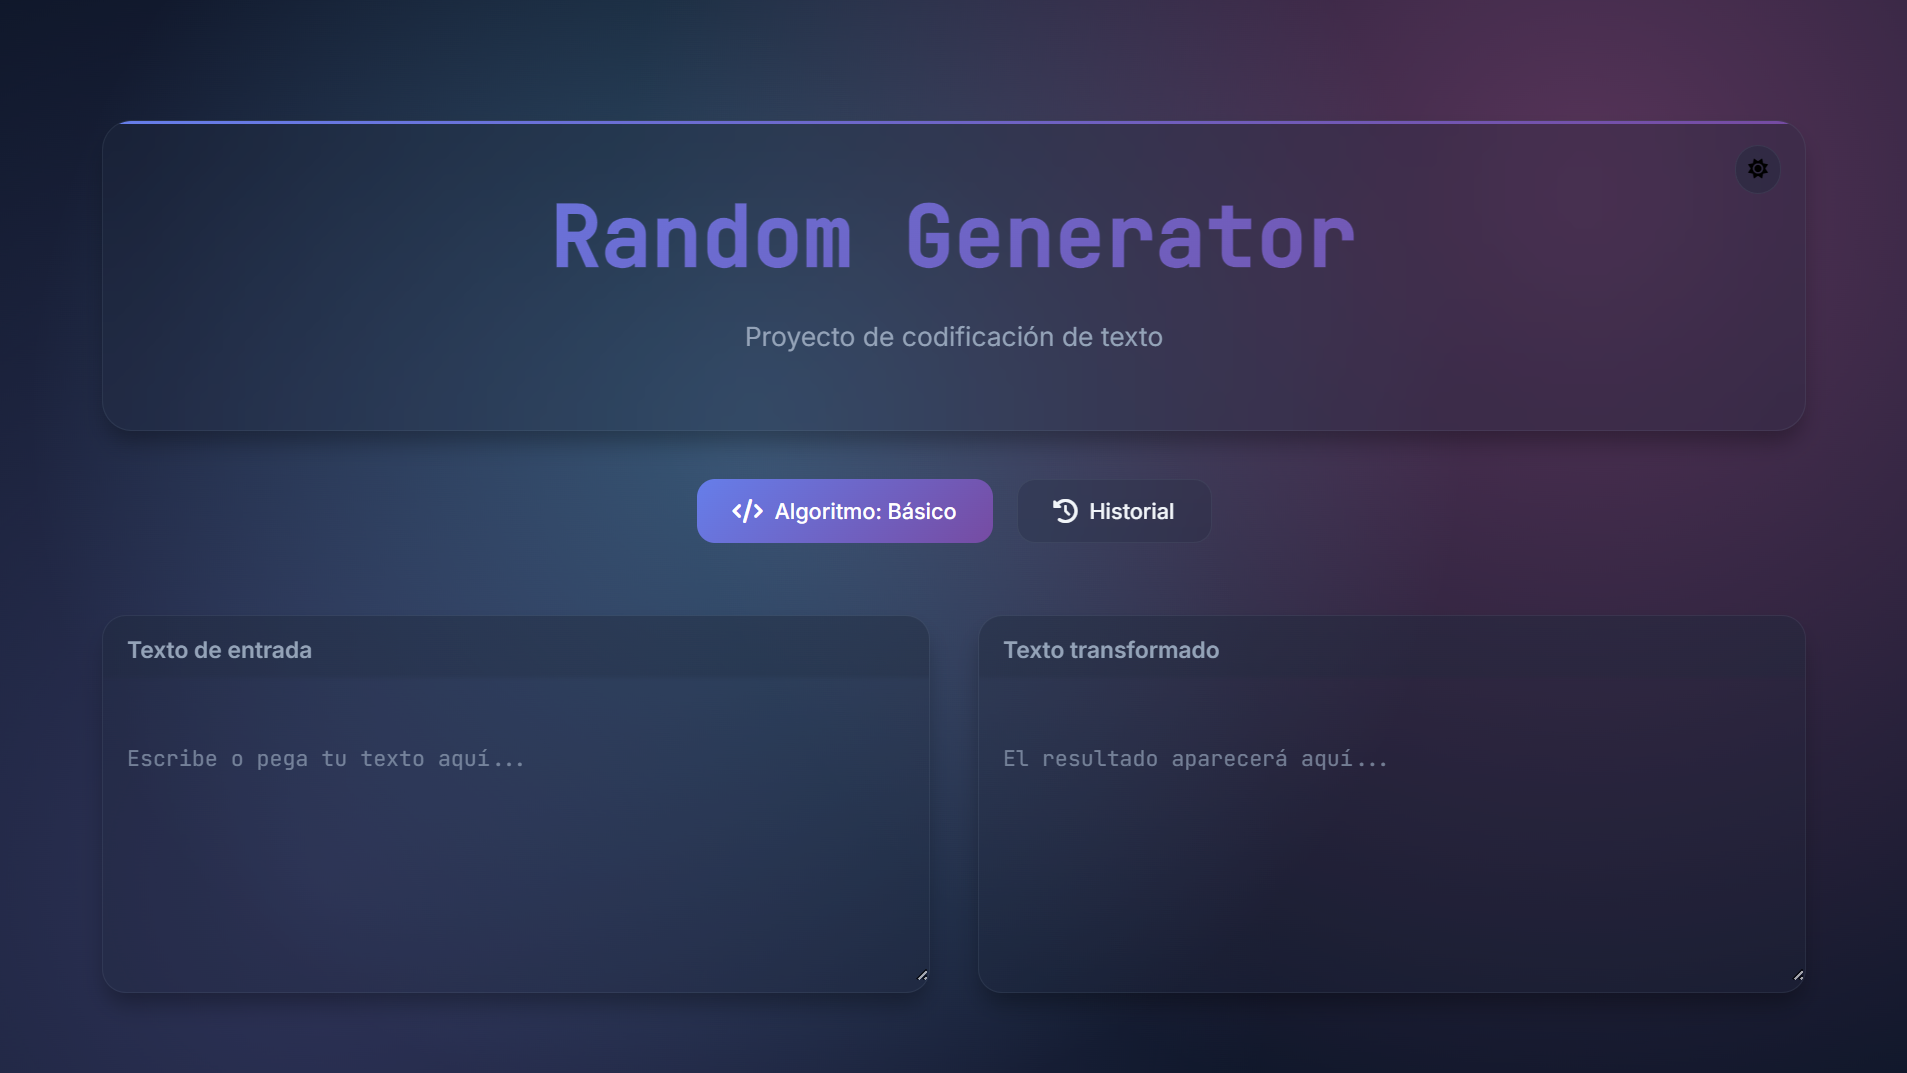 Random Generator
Proyecto de codificación de texto
Algoritmo: Básico
Historial
Texto de entrada
Escribe o pega tu texto aquí...
Texto transformado
El resultado aparecerá aquí...